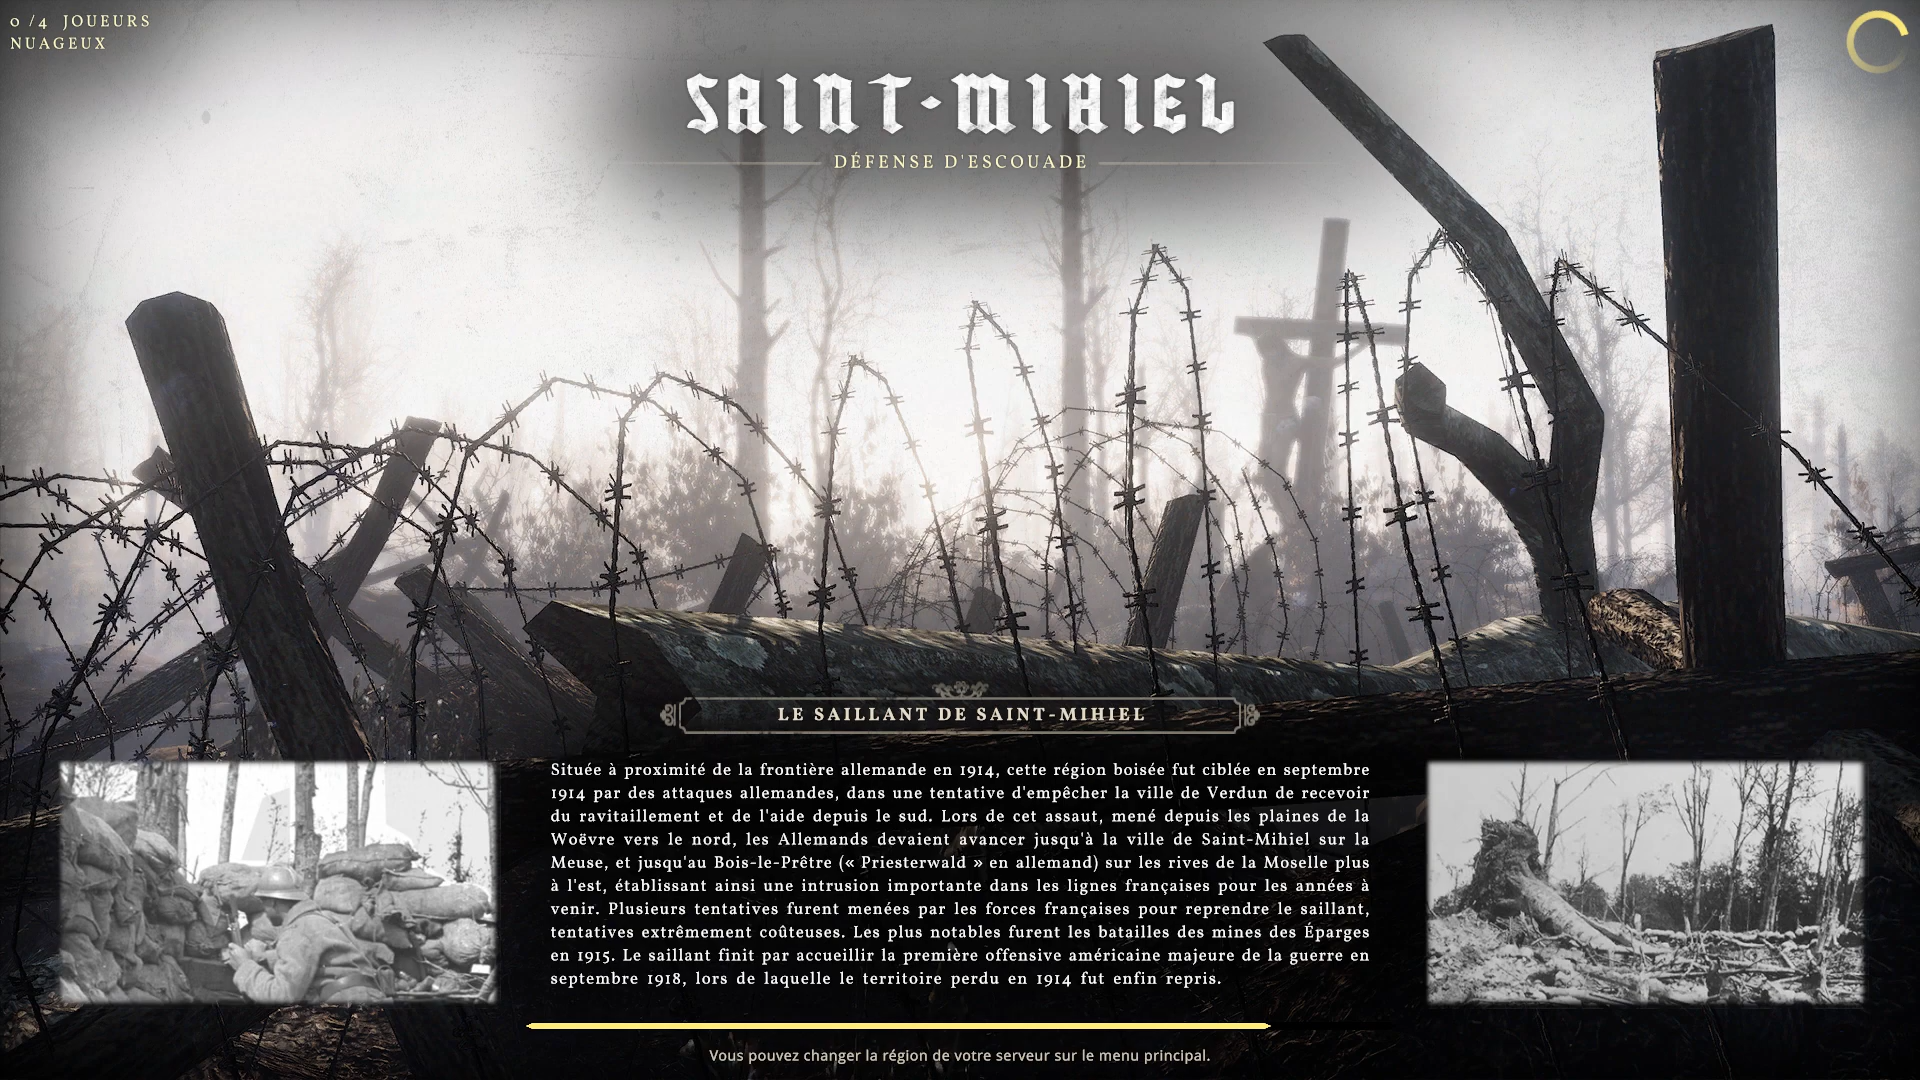 0 /4 JOUEURS
NUAGEUX
SAINT-MIHIEL
DÉFENSE D'ESCOUADE
LE SAILLANT DE SAINT-MIHIEL
Située à proximité de la frontière allemande en 1914, cette région boisée fut ciblée en septembre
1914 par des attaques allemandes, dans une tentative d'empêcher la ville de Verdun de recevoir
du ravitaillement et de l'aide depuis le sud. Lors de cet assaut, mené depuis les plaines de la
Woëvre vers le nord, les Allemands devaient avancer jusqu'à la ville de Saint-Mihiel sur la
Meuse, et jusqu'au Bois-le-Prêtre (« Priesterwald » en allemand) sur les rives de la Moselle plus
à l'est, établissant ainsi une intrusion importante dans les lignes françaises pour les années à
venir. Plusieurs tentatives furent menées par les forces françaises pour reprendre le saillant,
tentatives extrêmement coûteuses. Les plus notables furent les batailles des mines des Éparges
en 1915. Le saillant finit par accueillir la première offensive américaine majeure de la guerre en
septembre 1918, lors de laquelle le territoire perdu en 1914 fut enfin repris.
Vous pouvez changer la région de votre serveur sur le menu principal.